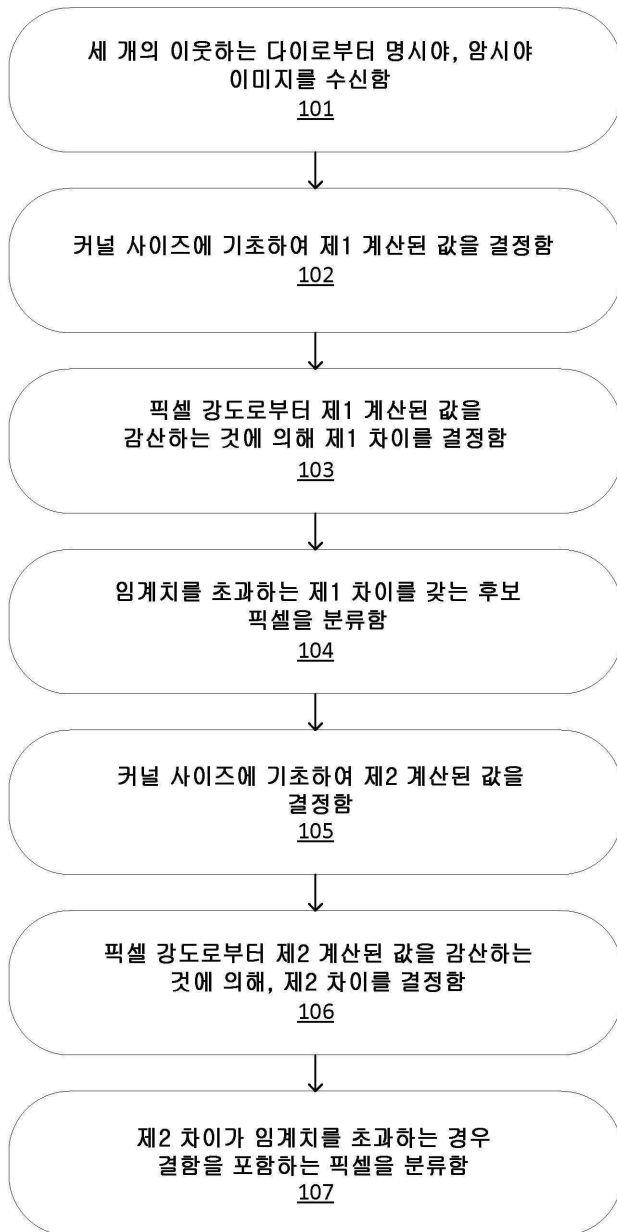 세 개의 이웃하는 다이로부터 명시야, 암시야
이미지를 수신함
101
커널 사이즈에 기초하여 제1 계산된 값을 결정함
102
픽셀 강도로부터 제1 계산된 값을
감산하는 것에 의해 제1 차이를 결정함
103
임계치를 초과하는 제1 차이를 갖는 후보
픽셀을 분류함
104
커널 사이즈에 기초하여 제2 계산된 값을
결정함
105
픽셀 강도로부터 제2 계산된 값을 감산하는
것에 의해, 제2 차이를 결정함
106
제2 차이가 임계치를 초과하는 경우
결함을 포함하는 픽셀을 분류함
107